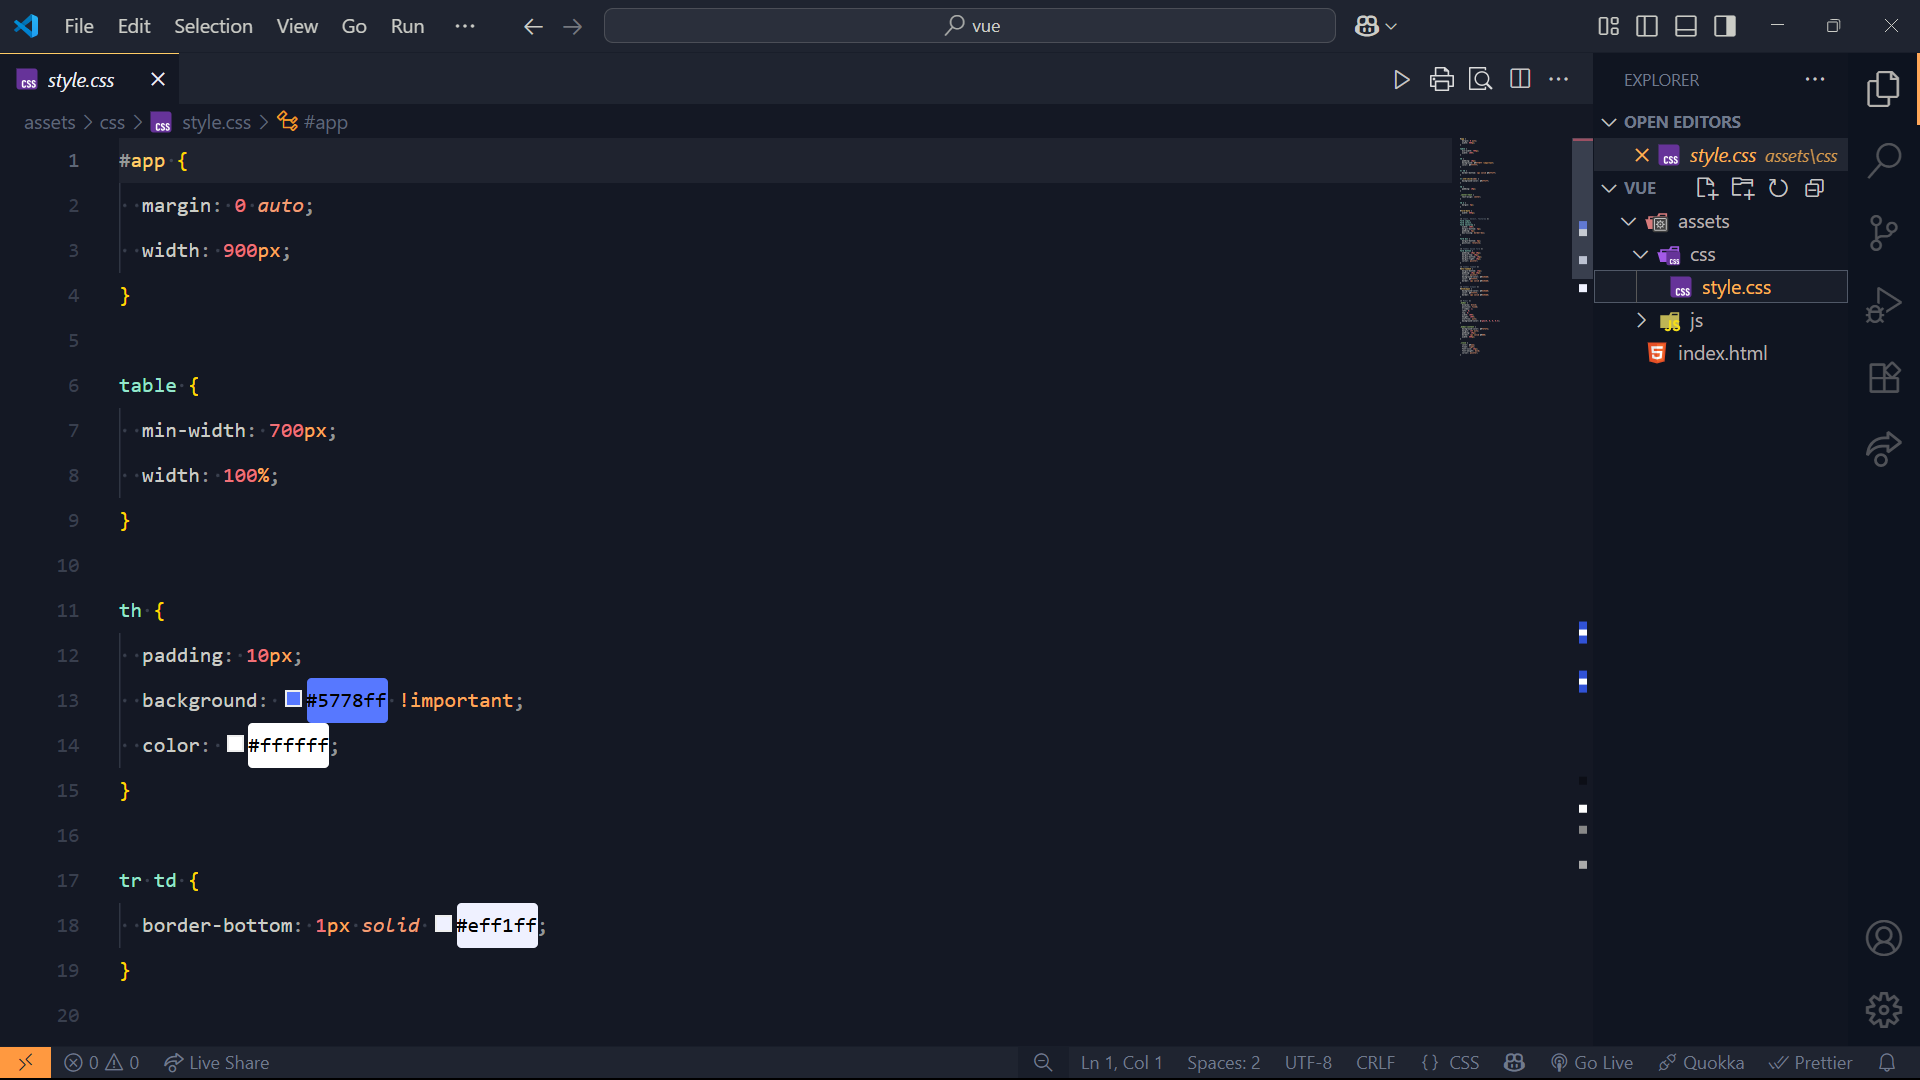 File Edit Selection View Go Run ··· vue
style.css
EXPLORER
assets > css > style.css > #app
OPEN EDITORS
style.css assets\css
VUE
assets
css
style.css
js
index.html
1 #app {
2 margin: 0 auto;
3 width: 900px;
4 }
5
6 table {
7 min-width: 700px;
8 width: 100%;
9 }
10
11 th {
12 padding: 10px;
13 background: #5778ff !important;
14 color: #ffffff;
15 }
16
17 tr td {
18 border-bottom: 1px solid #eff1ff;
19 }
20
0 0 Live Share Ln 1, Col 1 Spaces: 2 UTF-8 CRLF {} CSS Go Live Quokka Prettier